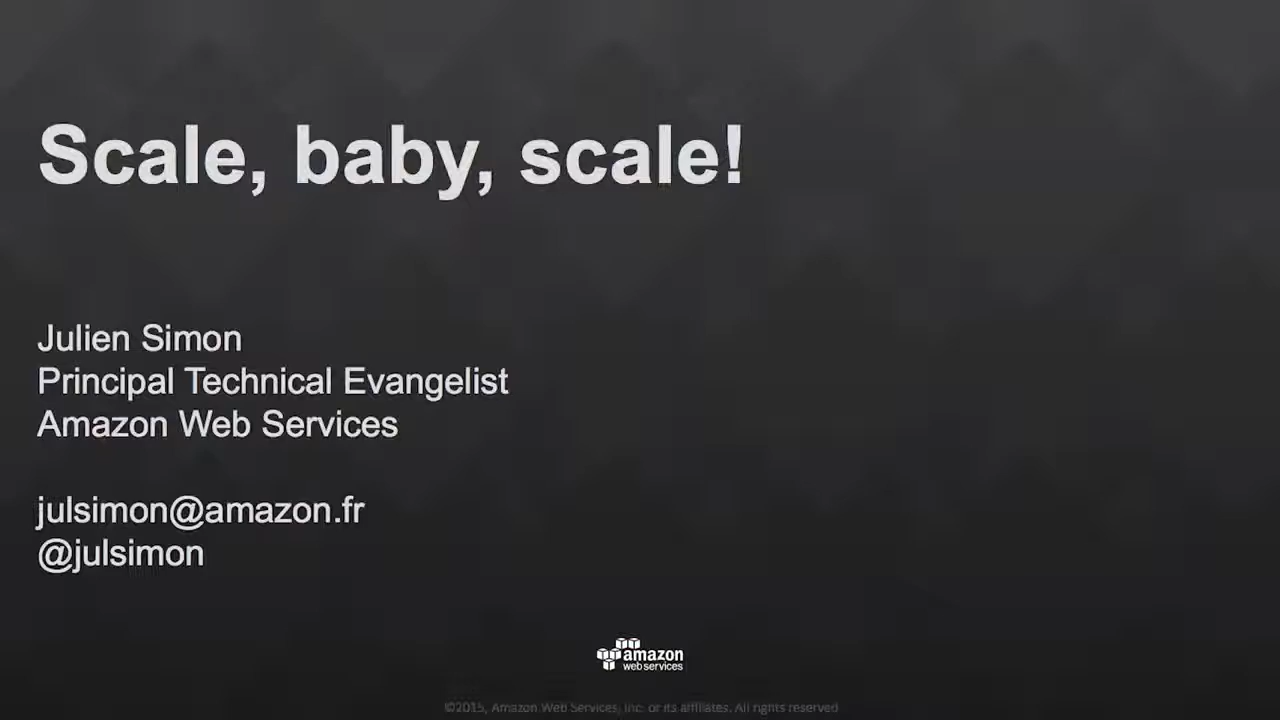 Scale, baby, scale!
Julien Simon
Principal Technical Evangelist
Amazon Web Services
julsimon@amazon.fr
@julsimon
amazon
web services
©2015, Amazon Web Services, Inc. or its affiliates. All rights reserved